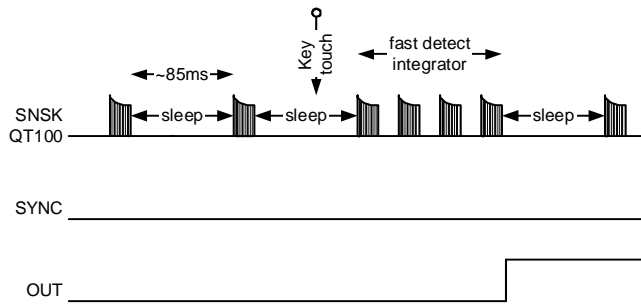 Key
touch
fast detect
integrator
~85ms
SNSK
QT100
sleep
sleep
sleep
SYNC
OUT